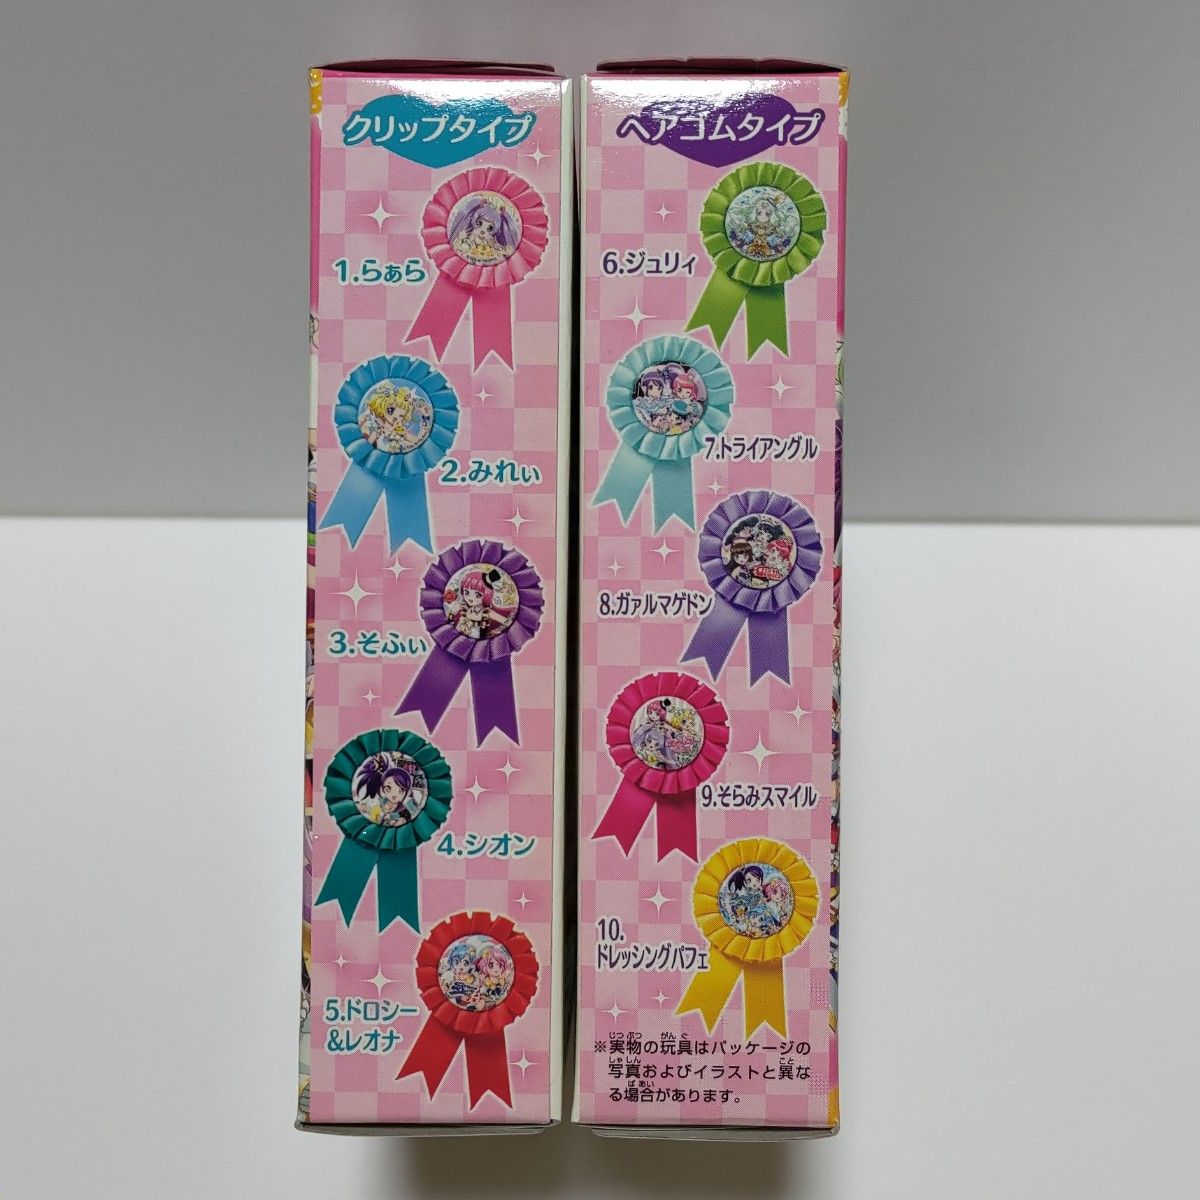 クリップタイプ
1.らぁら
2.みれぃ
3.そふぃ
4.シオン
5.ドロシー
&レオナ
ヘアゴムタイプ
6.ジュリィ
7.トライアングル
8.ガァルマゲドン
9.そらみスマイル
10.
ドレッシングパフェ
※実物の玩具はパッケージの
写真およびイラストと異な
る場合があります。